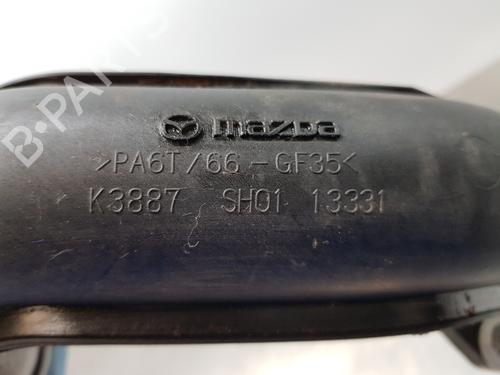 mazda
>PA6T/66-GF35<
K3887 SH01 13331
B-PARTS